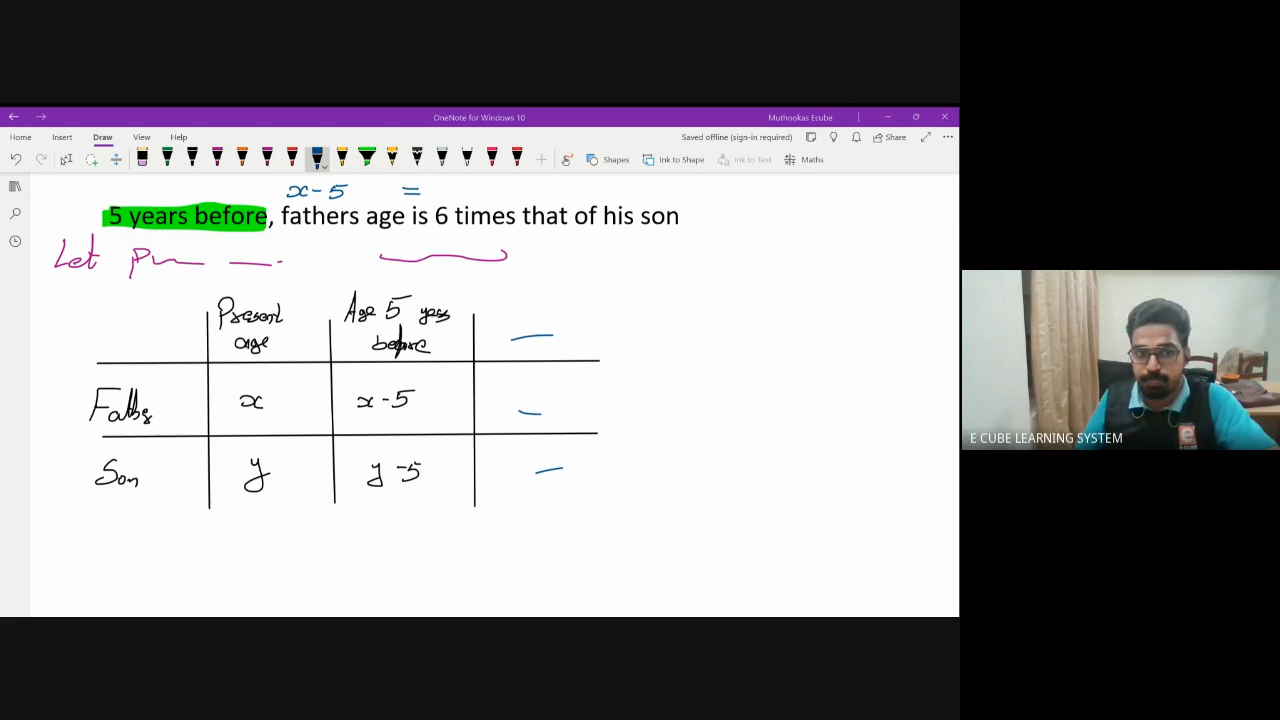 OneNote for Windows 10
Muthookas Ecube
Home Insert Draw View Help
Saved offline (sign-in required) Share
Shapes Ink to Shape Ink to Text Maths
x-5 =
5 years before, fathers age is 6 times that of his son
Let
Present age
Age 5 years before
Father x x-5
Son y y-5
E CUBE LEARNING SYSTEM